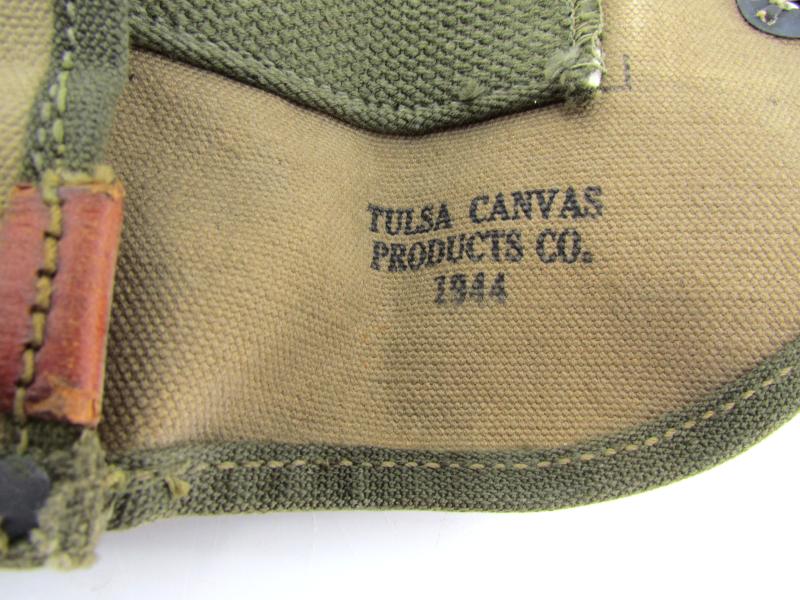 TULSA CANVAS
PRODUCTS CO.
1944